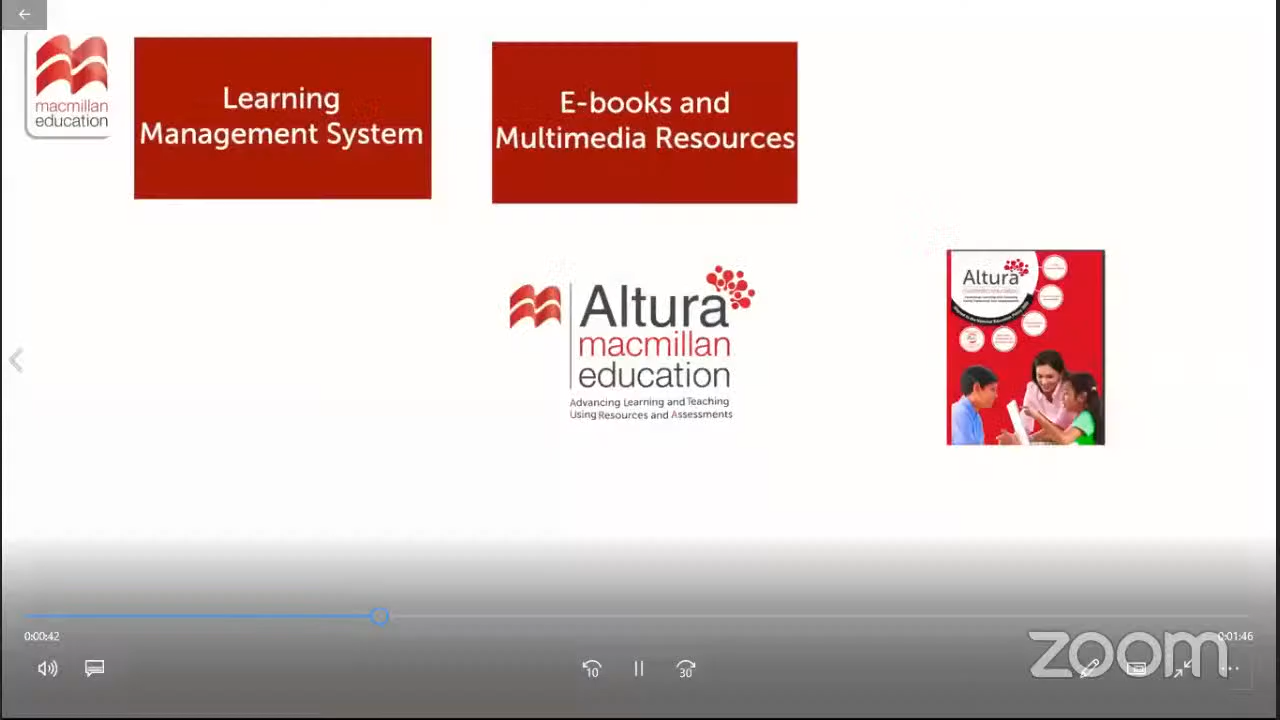 macmillan
education
Learning
Management System
E-books and
Multimedia Resources
Altura
macmillan
education
Advancing Learning and Teaching
Using Resources and Assessments
Altura
0:00:42
0:01:46
10
30
zoom